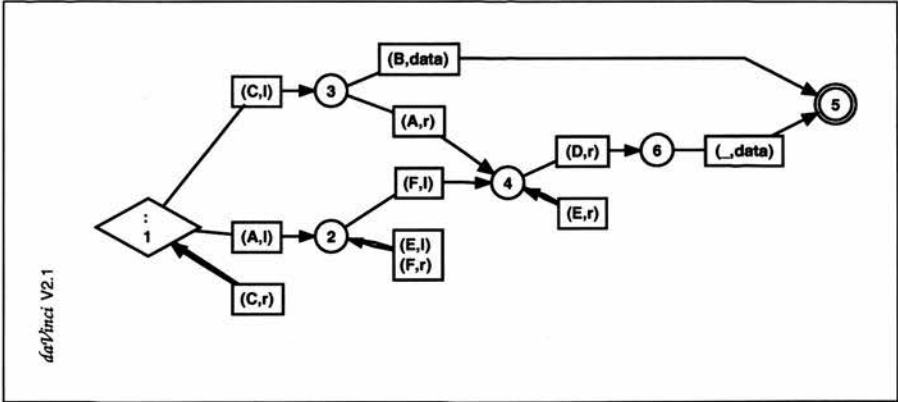 (B,data)
(C,l)
3
5
(A,r)
(D,r)
6
(_,data)
(F,l)
4
(E,r)
:
1
(A,l)
2
(E,l)
(F,r)
(C,r)
daVinci V2.1